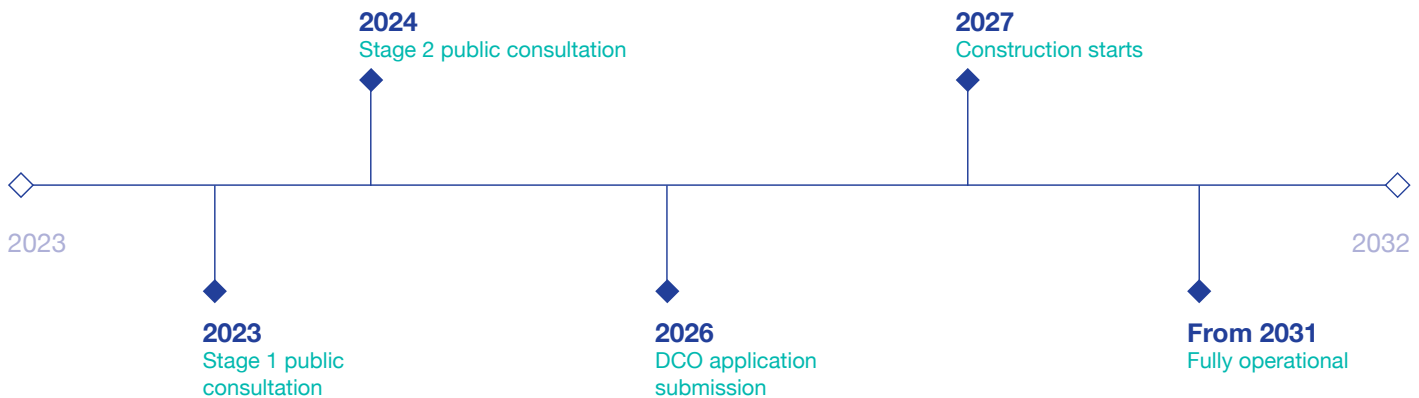 2024
Stage 2 public consultation
2027
Construction starts
2023
2032
2023
Stage 1 public
consultation
2026
DCO application
submission
From 2031
Fully operational